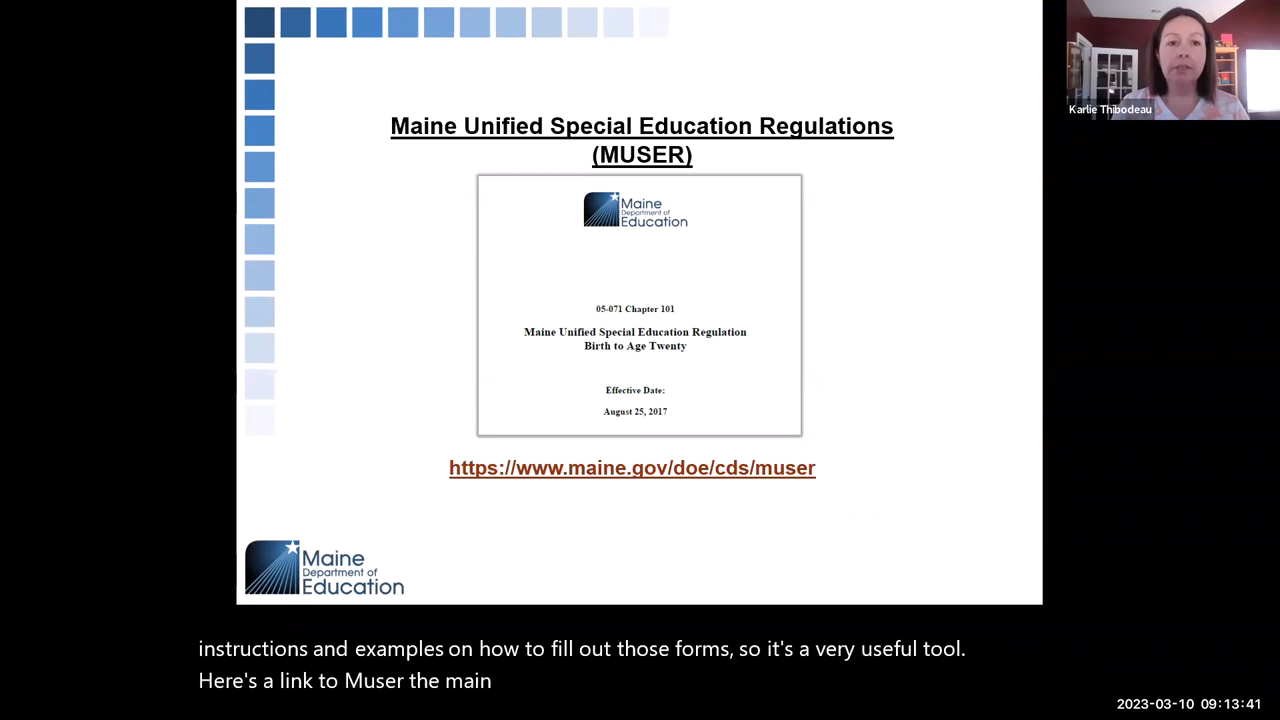 Maine Unified Special Education Regulations
(MUSER)
Maine
Department of
Education
05-071 Chapter 101
Maine Unified Special Education Regulation
Birth to Age Twenty
Effective Date:
August 25, 2017
https://www.maine.gov/doe/cds/muser
Maine
Department of
Education
Karlie Thibodeau
instructions and examples on how to fill out those forms, so it's a very useful tool.
Here's a link to Muser the main
2023-03-10 09:13:41